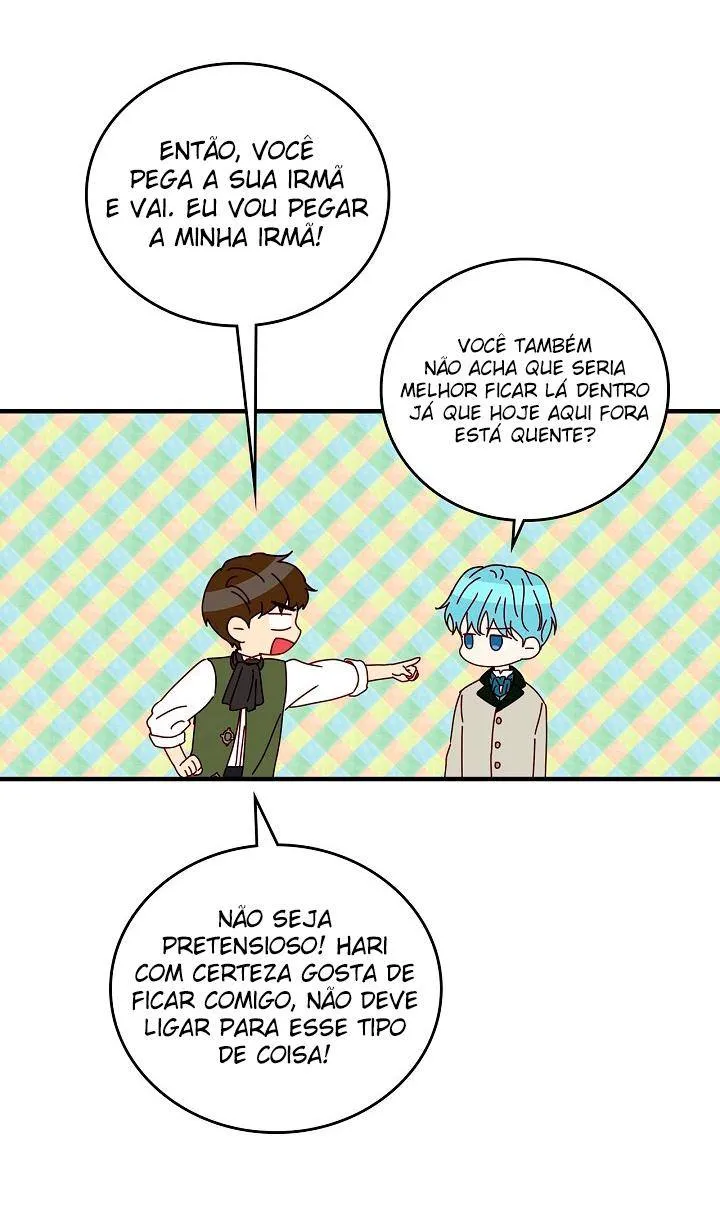 ENTÃO, VOCÊ
PEGA A SUA IRMÃ
E VAI. EU VOU PEGAR
A MINHA IRMÃ!
VOCÊ TAMBÉM
NÃO ACHA QUE SERIA
MELHOR FICAR LÁ DENTRO
JÁ QUE HOJE AQUI FORA
ESTÁ QUENTE?
NÃO SEJA
PRETENSIOSO! HARI
COM CERTEZA GOSTA DE
FICAR COMIGO, NÃO DEVE
LIGAR PARA ESSE TIPO
DE COISA!